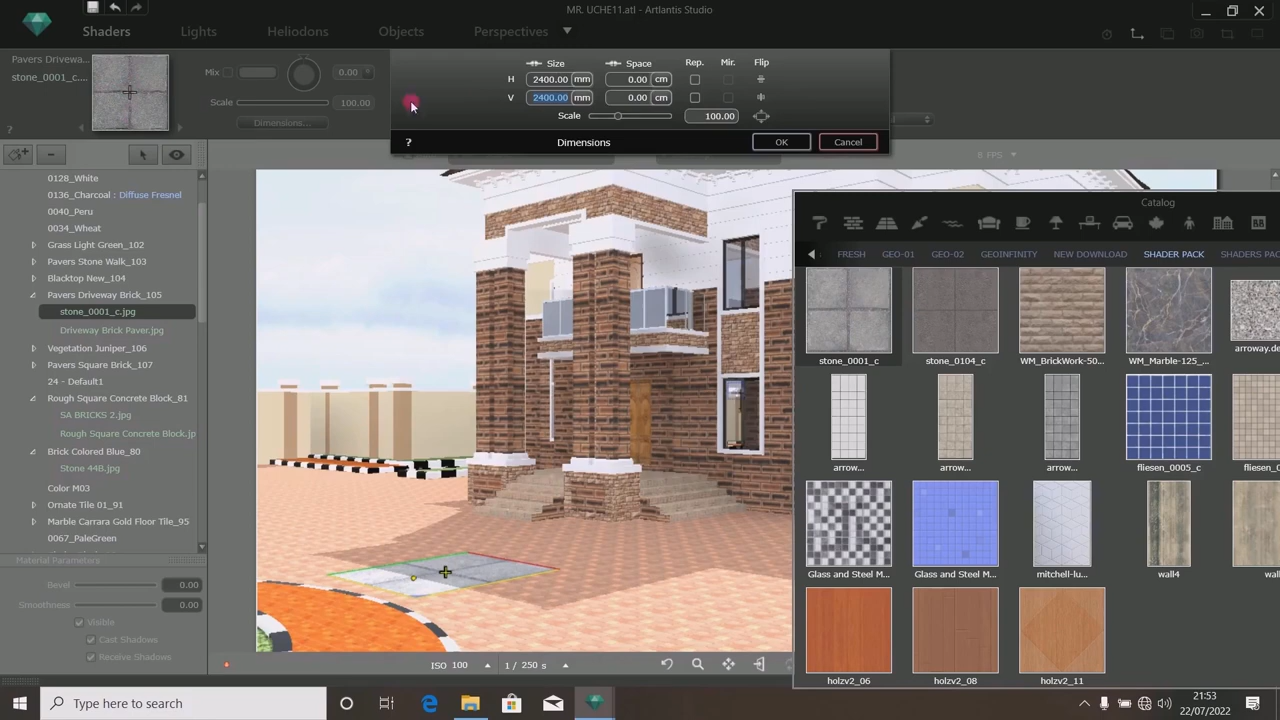 MR. UCHE11.atl - Artlantis Studio
Shaders
Lights
Heliodons
Objects
Perspectives
Pavers Drivewa
stone_0001_c....
Mix
0.00
Scale
100.00
Dimensions...
?
Size
Space
Rep.
Mir.
Flip
H
2400.00
mm
0.00
cm
V
2400.00
mm
0.00
cm
Scale
100.00
?
Dimensions
OK
Cancel
8 FPS
0128_White
0136_Charcoal : Diffuse Fresnel
0040_Peru
0034_Wheat
Grass Light Green_102
Pavers Stone Walk_103
Blacktop New_104
Pavers Driveway Brick_105
stone_0001_c.jpg
Driveway Brick Paver.jpg
Vegetation Juniper_106
Pavers Square Brick_107
24 - Default1
Rough Square Concrete Block_81
SA BRICKS 2.jpg
Rough Square Concrete Block.jp
Brick Colored Blue_80
Stone 44B.jpg
Color M03
Ornate Tile 01_91
Marble Carrara Gold Floor Tile_95
0067_PaleGreen
Material Parameters
Bevel
0.00
Smoothness
0.00
Visible
Cast Shadows
Receive Shadows
Catalog
FRESH
GEO-01
GEO-02
GEOINFINITY
NEW DOWNLOAD
SHADER PACK
SHADERS PAC
stone_0001_c
stone_0104_c
WM_BrickWork-50...
WM_Marble-125_...
arroway.de
arrow...
arrow...
arrow...
fliesen_0005_c
fliesen_0
Glass and Steel M...
Glass and Steel M...
mitchell-lu...
wall4
wall
holzv2_06
holzv2_08
holzv2_11
ISO 100
1 / 250 s
Type here to search
21:53
22/07/2022